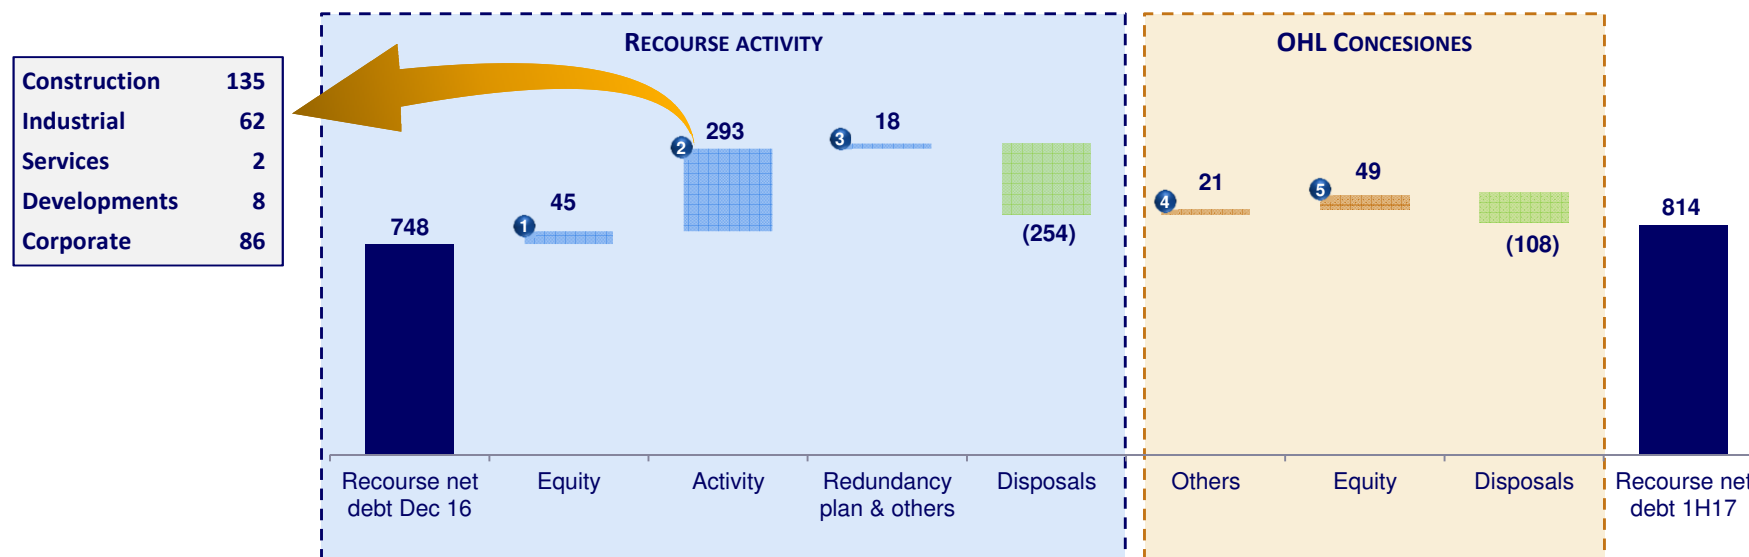 RECOURSE ACTIVITY
OHL CONCESIONES
Construction 135
Industrial 62
Services 2
Developments 8
Corporate 86
748
1
45
2
293
3
18
(254)
4
21
5
49
(108)
814
Recourse net
debt Dec 16
Equity
Activity
Redundancy
plan & others
Disposals
Others
Equity
Disposals
Recourse net
debt 1H17